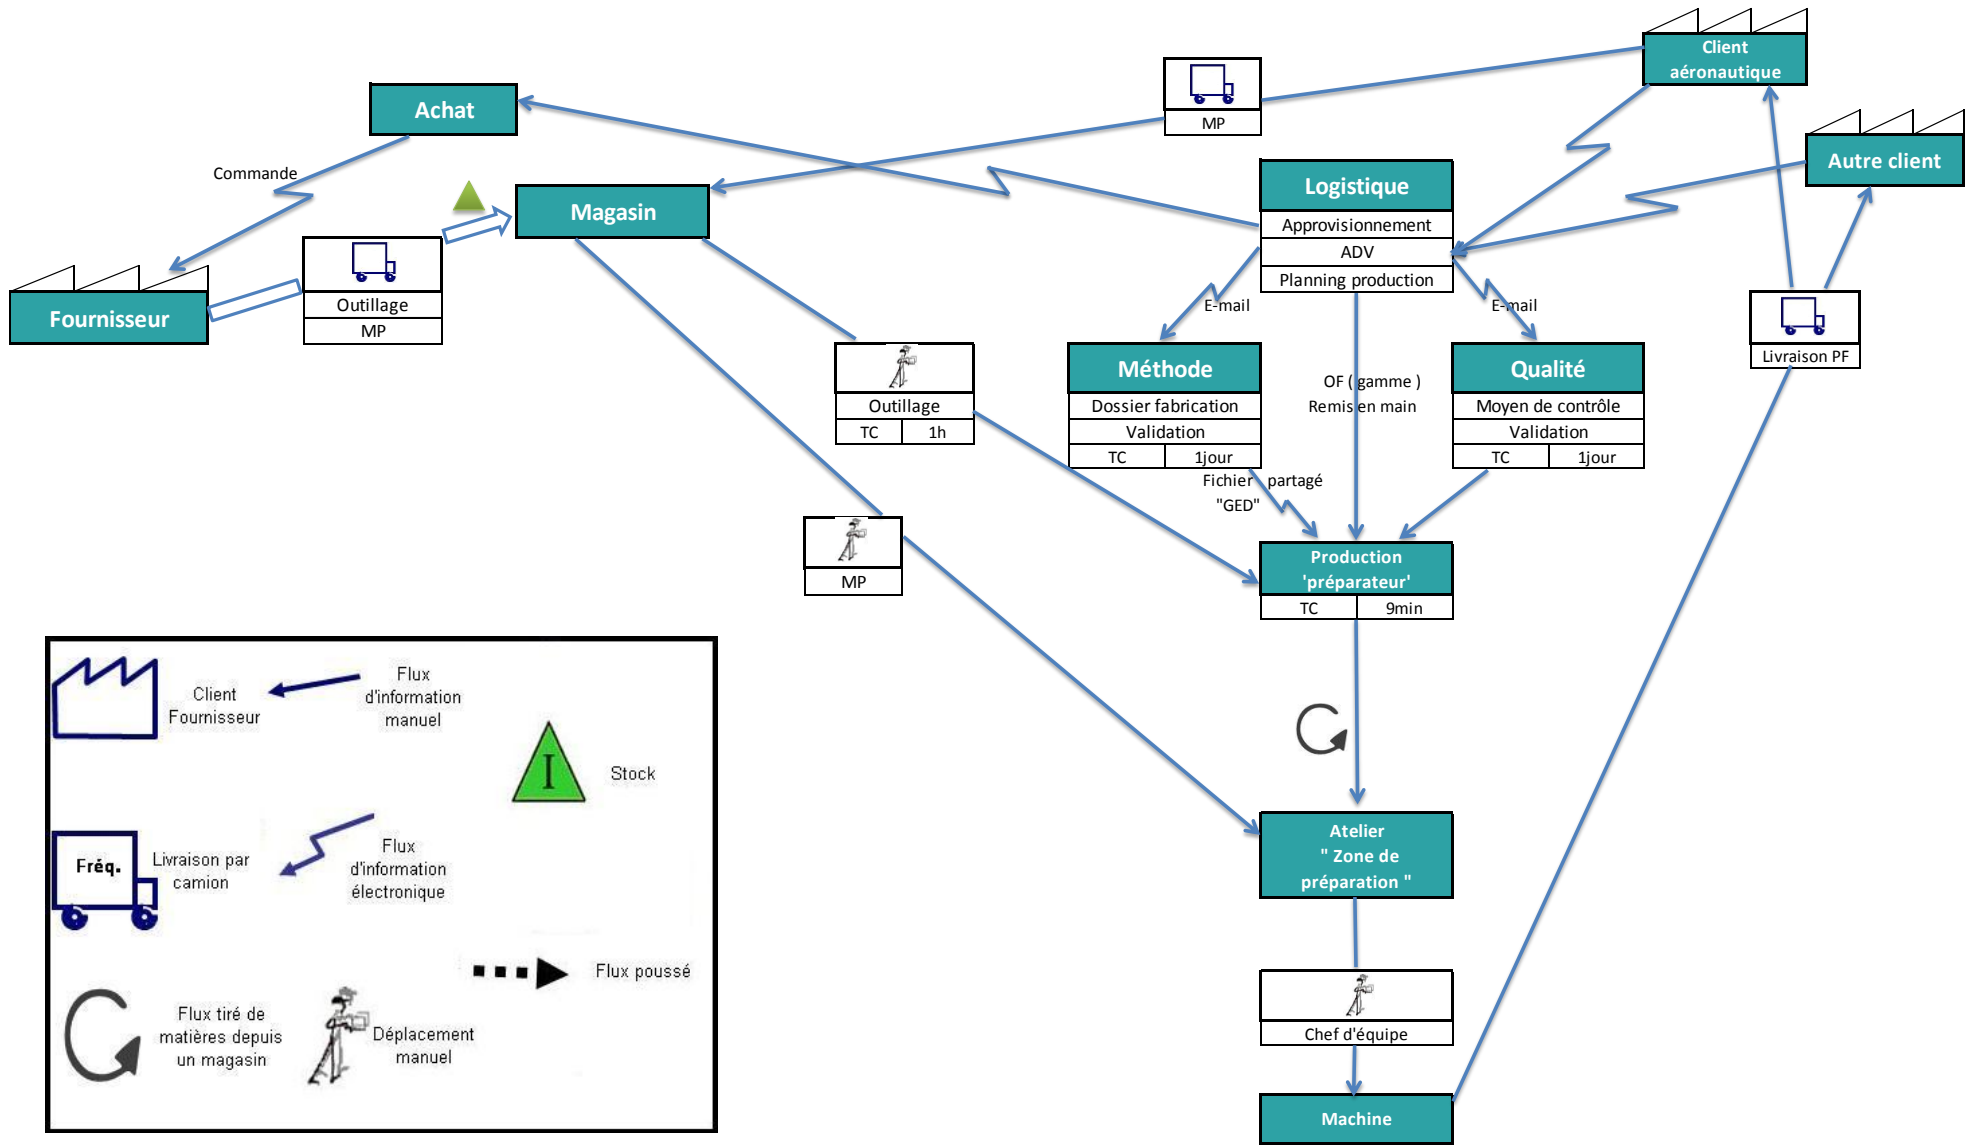 Client
aéronautique
Achat
MP
Autre client
Commande
Logistique
Approvisionnement
ADV
Planning production
Magasin
Fournisseur
Outillage
MP
E-mail
E-mail
Livraison PF
Méthode
Dossier fabrication
Validation
TC 1jour
OF ( gamme )
Remis en main
Qualité
Moyen de contrôle
Validation
TC 1jour
Outillage
TC 1h
Fichier partagé
"GED"
MP
Production
'préparateur'
TC 9min
Atelier
" Zone de
préparation "
Chef d'équipe
Machine
Client
Fournisseur
Flux
d'information
manuel
I
Stock
Fréq.
Livraison par
camion
Flux
d'information
électronique
Flux poussé
Flux tiré de
matières depuis
un magasin
Déplacement
manuel